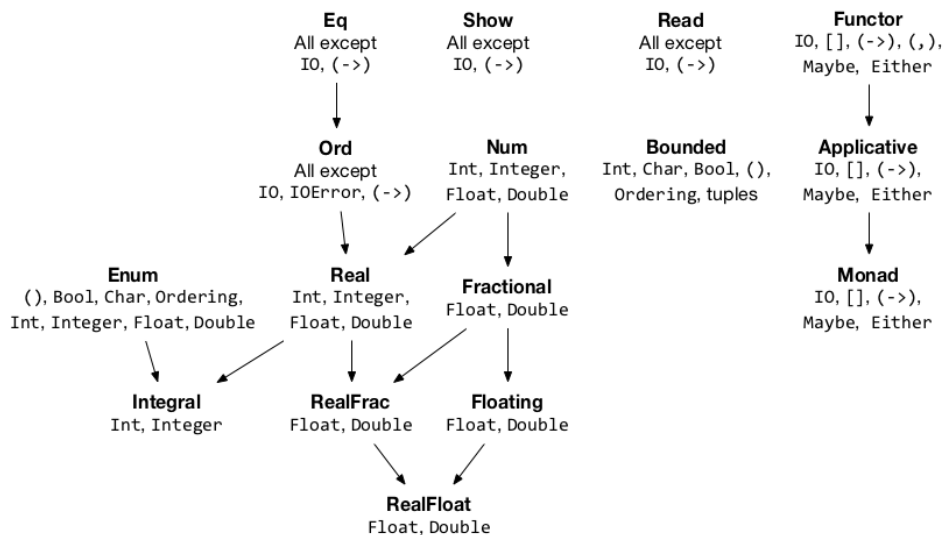 Eq
All except
IO, (->)
Show
All except
IO, (->)
Read
All except
IO, (->)
Functor
IO, [], (->), (,),
Maybe, Either
Ord
All except
IO, IOError, (->)
Num
Int, Integer,
Float, Double
Bounded
Int, Char, Bool, (),
Ordering, tuples
Applicative
IO, [], (->),
Maybe, Either
Enum
(), Bool, Char, Ordering,
Int, Integer, Float, Double
Real
Int, Integer,
Float, Double
Fractional
Float, Double
Monad
IO, [], (->),
Maybe, Either
Integral
Int, Integer
RealFrac
Float, Double
Floating
Float, Double
RealFloat
Float, Double